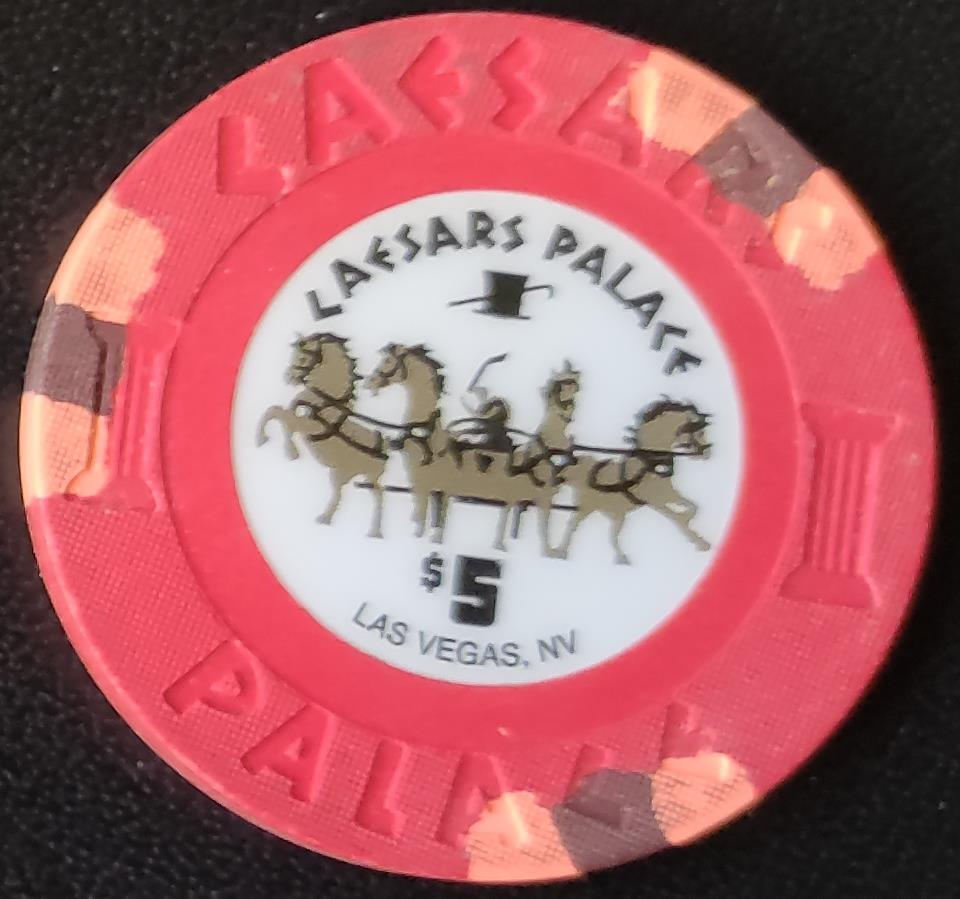 CAESARS
CAESARS PALACE
$5
LAS VEGAS, NV
PALACE